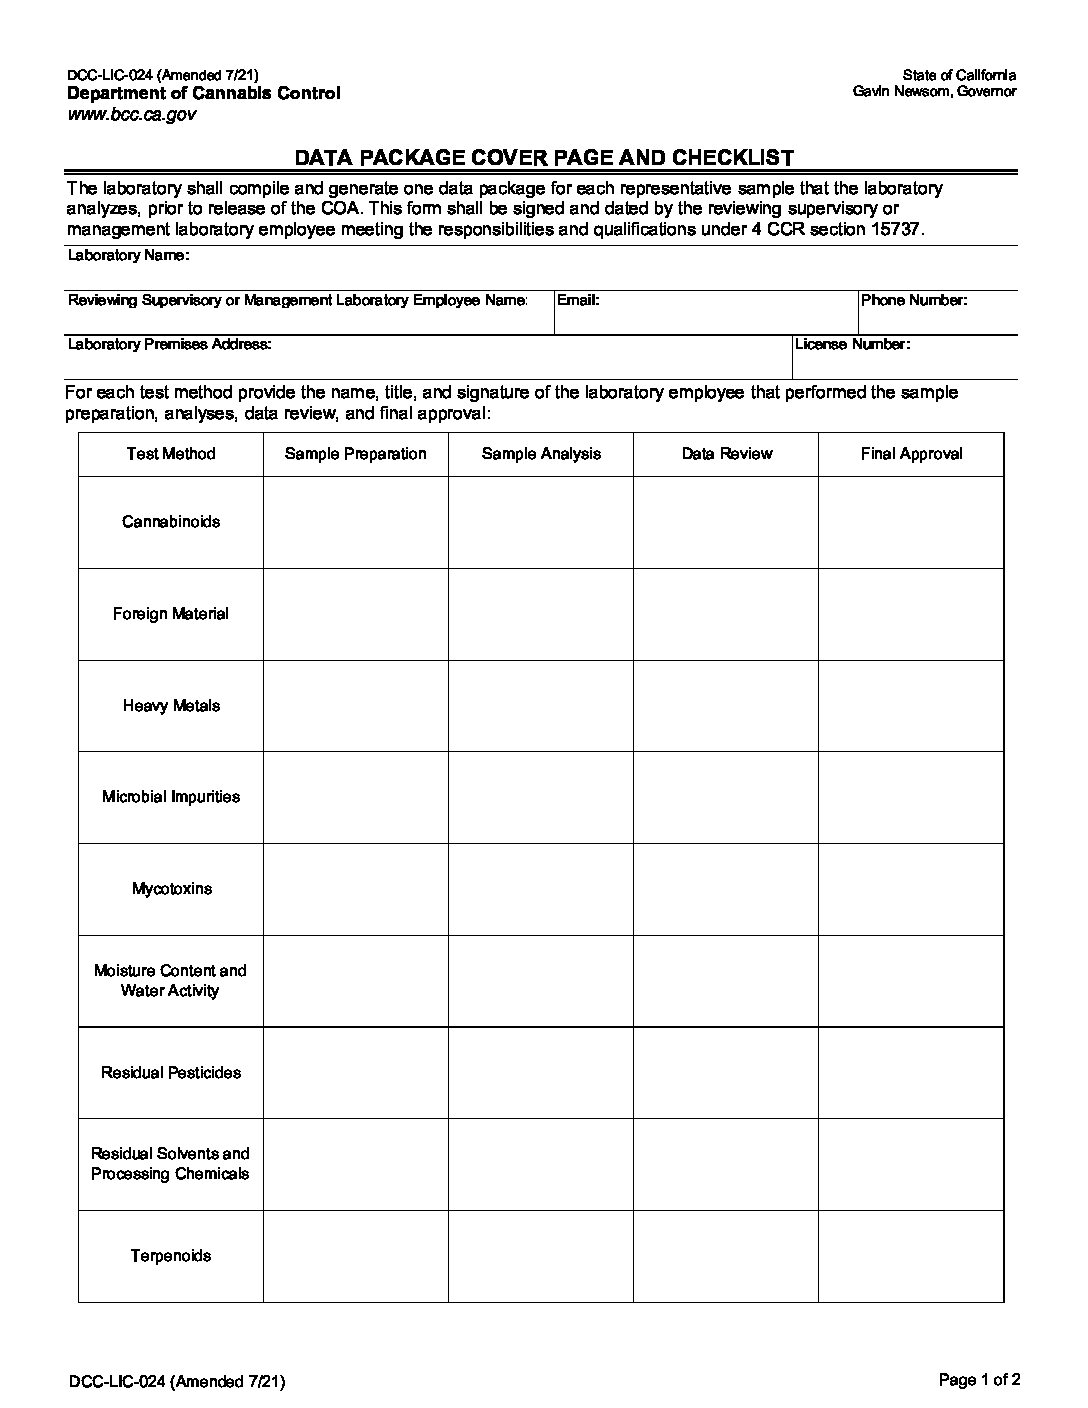 DCC-LIC-024 (Amended 7/21)
State of California
Department of Cannabis Control
Gavin Newsom, Governor
www.bcc.ca.gov
DATA PACKAGE COVER PAGE AND CHECKLIST
The laboratory shall compile and generate one data package for each representative sample that the laboratory
analyzes, prior to release of the COA. This form shall be signed and dated by the reviewing supervisory or
management laboratory employee meeting the responsibilities and qualifications under 4 CCR section 15737.
Laboratory Name:
Reviewing Supervisory or Management Laboratory Employee Name: Email: Phone Number:
Laboratory Premises Address: License Number:
For each test method provide the name, title, and signature of the laboratory employee that performed the sample
preparation, analyses, data review, and final approval:
Test Method Sample Preparation Sample Analysis Data Review Final Approval
Cannabinoids
Foreign Material
Heavy Metals
Microbial Impurities
Mycotoxins
Moisture Content and
Water Activity
Residual Pesticides
Residual Solvents and
Processing Chemicals
Terpenoids
DCC-LIC-024 (Amended 7/21) Page 1 of 2